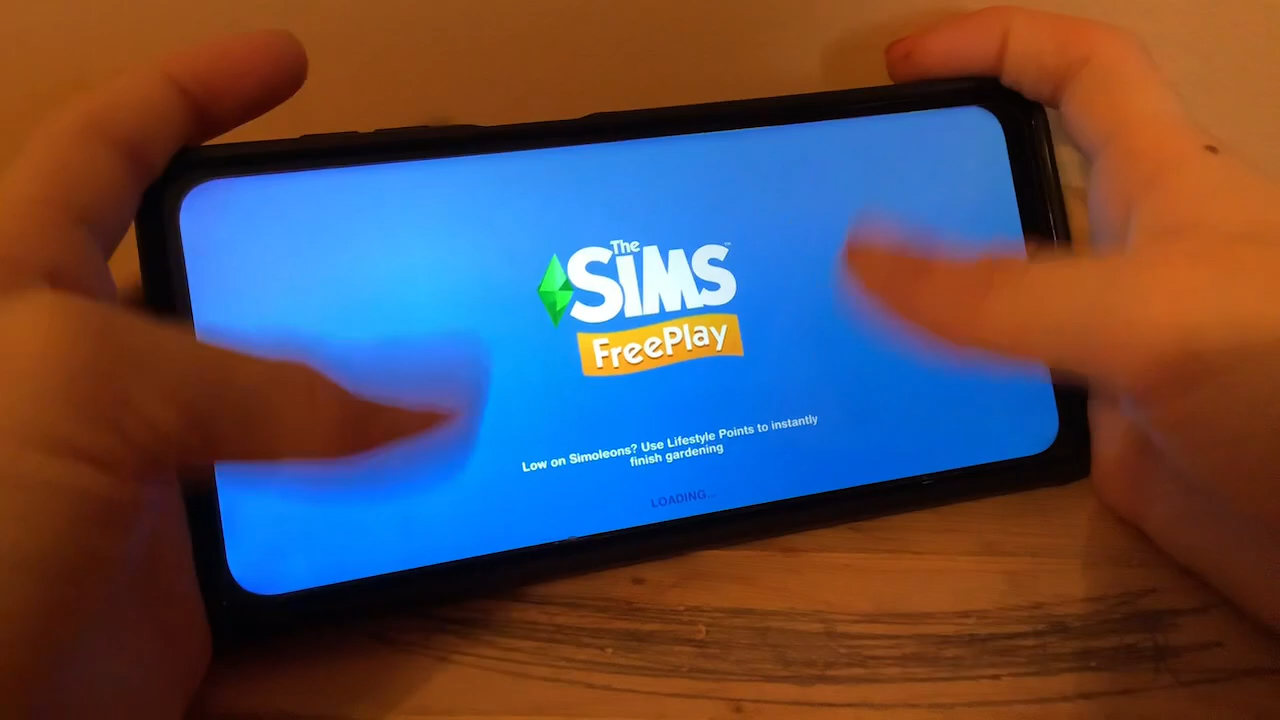 The
SIMS
FreePlay
Low on Simoleons? Use Lifestyle Points to instantly
finish gardening
LOADING...